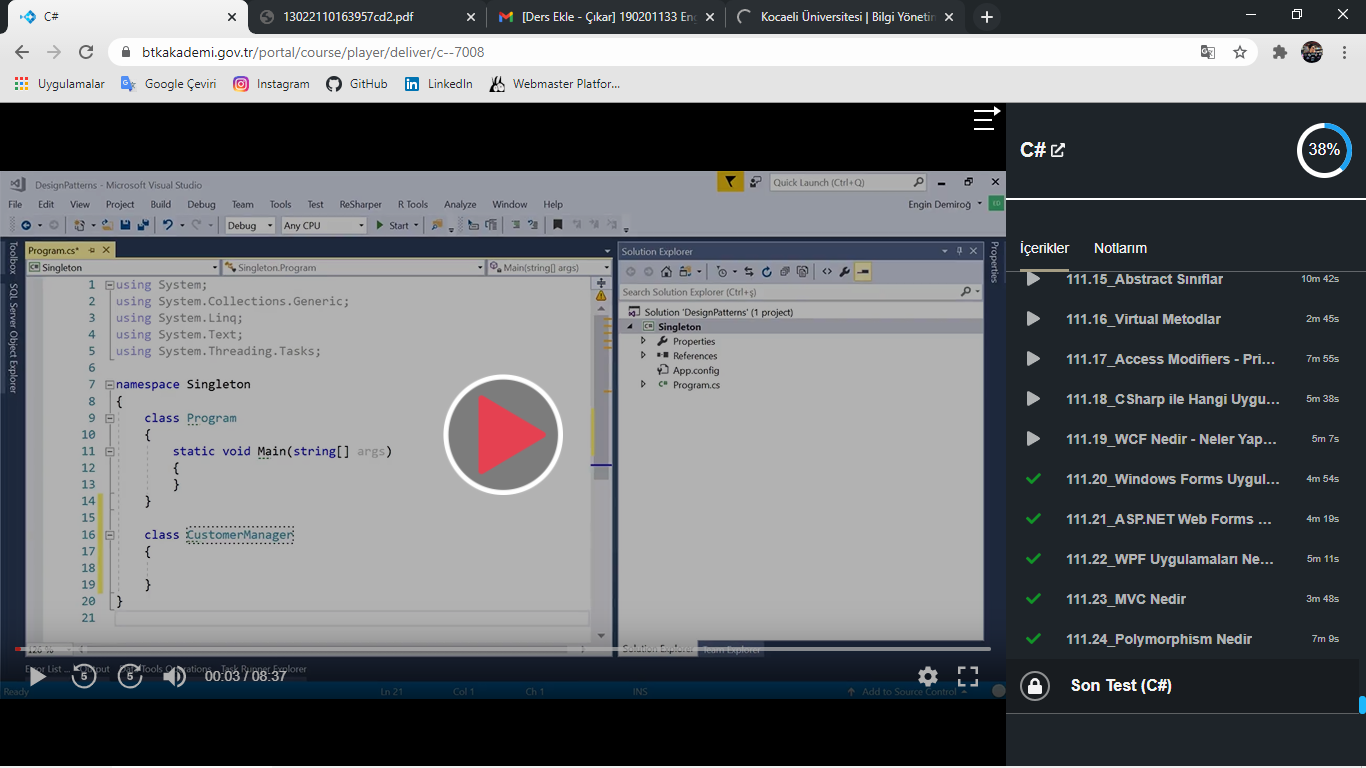 C#
13022110163957cd2.pdf
[Ders Ekle - Çıkar] 190201133 En
Kocaeli Üniversitesi | Bilgi Yöneti
btkakademi.gov.tr/portal/course/player/deliver/c--7008
Uygulamalar
Google Çeviri
Instagram
GitHub
LinkedIn
Webmaster Platfor...
DesignPatterns - Microsoft Visual Studio
Quick Launch (Ctrl+Q)
File Edit View Project Build Debug Team Tools Test ReSharper R Tools Analyze Window Help
Engin Demiroğ
Debug
Any CPU
Start
Toolbox
SQL Server Object Explorer
Program.cs*
Singleton
Singleton.Program
Main(string[] args)
1 using System;
2 using System.Collections.Generic;
3 using System.Linq;
4 using System.Text;
5 using System.Threading.Tasks;
6
7 namespace Singleton
8 {
9 class Program
10 {
11 static void Main(string[] args)
12 {
13 }
14 }
15
16 class CustomerManager
17 {
18
19 }
20 }
21
126 %
Solution Explorer
Search Solution Explorer (Ctrl+ş)
Solution 'DesignPatterns' (1 project)
Singleton
Properties
References
App.config
Program.cs
Solution Explorer
Team Explorer
Properties
Error List ...
Output
Data Tools Operations
Task Runner Explorer
5
5
00:03 / 08:37
Ready
Ln 21
Col 1
Ch 1
INS
Add to Source Control
C#
38%
İçerikler
Notlarım
111.15_Abstract Sınıflar 10m 42s
111.16_Virtual Metodlar 2m 45s
111.17_Access Modifiers - Pri... 7m 55s
111.18_CSharp ile Hangi Uygu... 5m 38s
111.19_WCF Nedir - Neler Yap... 5m 7s
111.20_Windows Forms Uygul... 4m 54s
111.21_ASP.NET Web Forms ... 4m 19s
111.22_WPF Uygulamaları Ne... 5m 11s
111.23_MVC Nedir 3m 48s
111.24_Polymorphism Nedir 7m 9s
Son Test (C#)